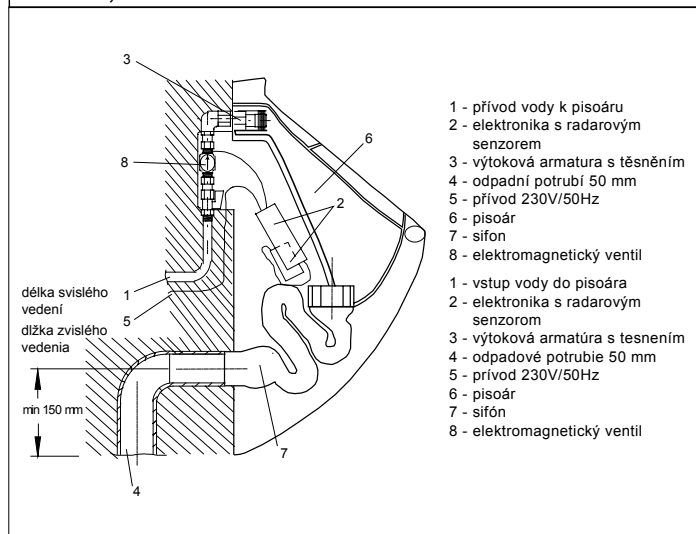 3
8
6
2
1
5
7
4
délka svislého
vedení
dlžka zvislého
vedenia
min 150 mm
1 - přívod vody k pisoáru
2 - elektronika s radarovým
senzorem
3 - výtoková armatura s těsněním
4 - odpadní potrubí 50 mm
5 - přívod 230V/50Hz
6 - pisoár
7 - sifon
8 - elektromagnetický ventil
1 - vstup vody do pisoára
2 - elektronika s radarovým
senzorom
3 - výtoková armatúra s tesnením
4 - odpadové potrubie 50 mm
5 - prívod 230V/50Hz
6 - pisoár
7 - sifón
8 - elektromagnetický ventil